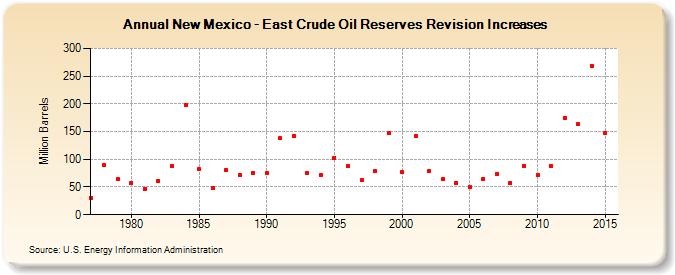 Annual New Mexico - East Crude Oil Reserves Revision Increases
Million Barrels
300
250
200
150
100
50
0
1980 1985 1990 1995 2000 2005 2010 2015
Source: U.S. Energy Information Administration